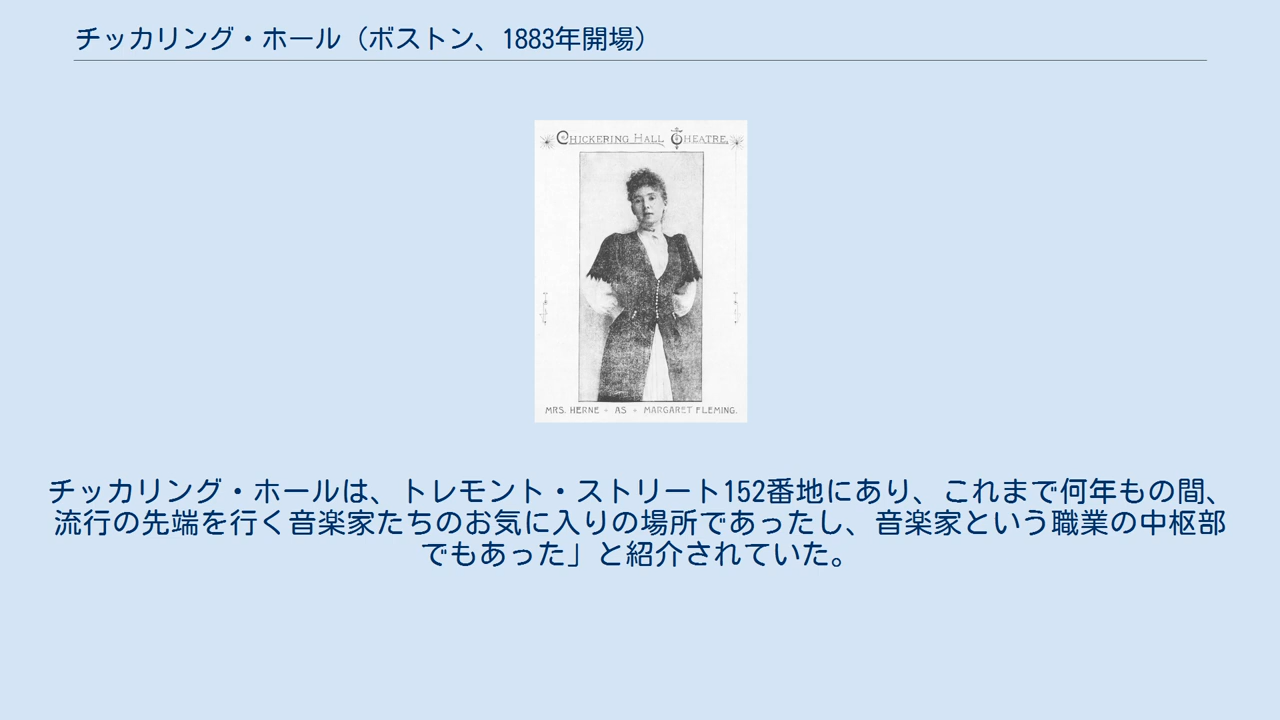 チッカリング・ホール（ボストン、1883年開場）
CHICKERING HALL THEATRE.
MRS. HERNE - AS - MARGARET FLEMING.
チッカリング・ホールは、トレモント・ストリート152番地にあり、これまで何年もの間、
流行の先端を行く音楽家たちのお気に入りの場所であったし、音楽家という職業の中枢部
でもあった」と紹介されていた。